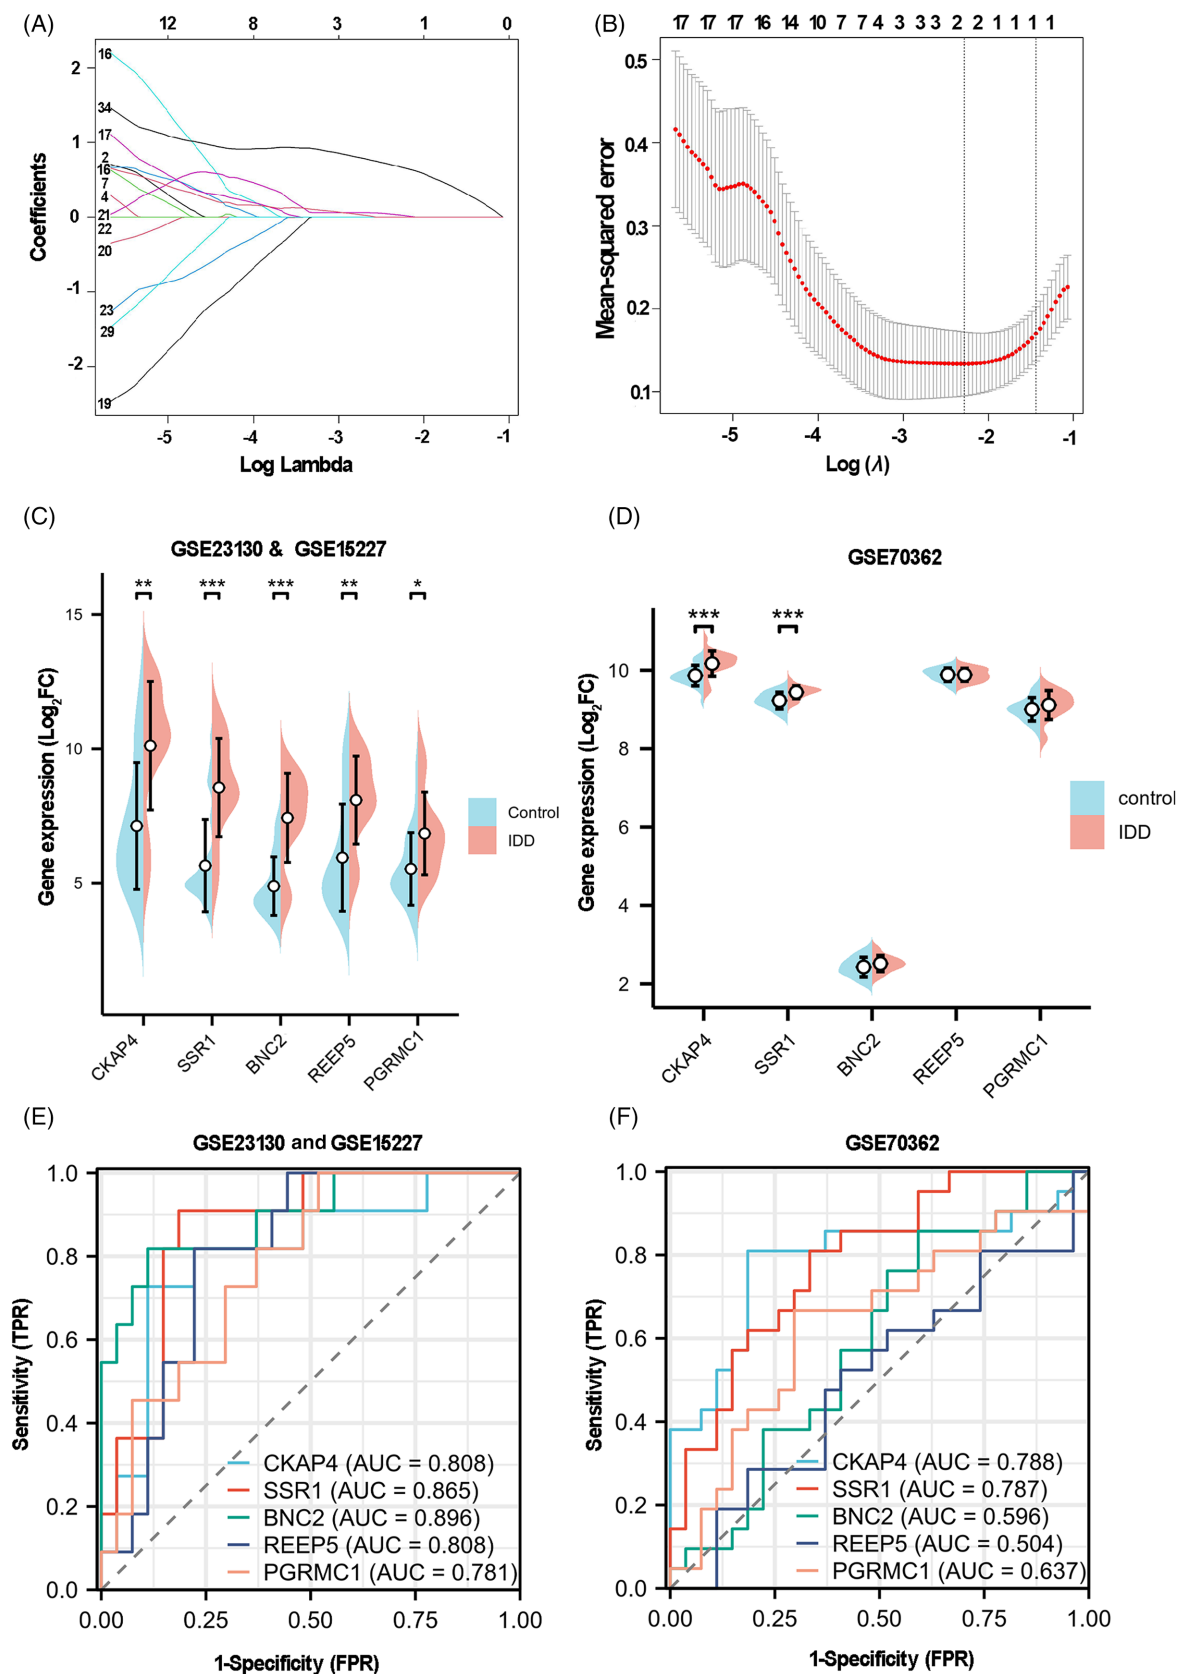 (A)
12 8 3 1 0
Coefficients
2
1
0
-1
-2
16
34
17
2
16
7
4
21
22
20
23
29
19
-5 -4 -3 -2 -1
Log Lambda
(B)
17 17 17 16 14 10 7 7 4 3 3 3 2 2 1 1 1 1
Mean-squared error
0.5
0.4
0.3
0.2
0.1
-5 -4 -3 -2 -1
Log (λ)
(C)
GSE23130 & GSE15227
** *** *** ** *
Gene expression (Log2FC)
15
10
5
Control
IDD
CKAP4 SSR1 BNC2 REEP5 PGRMC1
(D)
GSE70362
*** ***
Gene expression (Log2FC)
10
8
6
4
2
control
IDD
CKAP4 SSR1 BNC2 REEP5 PGRMC1
(E)
GSE23130 and GSE15227
Sensitivity (TPR)
1.0
0.8
0.6
0.4
0.2
0.0
CKAP4 (AUC = 0.808)
SSR1 (AUC = 0.865)
BNC2 (AUC = 0.896)
REEP5 (AUC = 0.808)
PGRMC1 (AUC = 0.781)
0.00 0.25 0.50 0.75 1.00
1-Specificity (FPR)
(F)
GSE70362
Sensitivity (TPR)
1.0
0.8
0.6
0.4
0.2
0.0
CKAP4 (AUC = 0.788)
SSR1 (AUC = 0.787)
BNC2 (AUC = 0.596)
REEP5 (AUC = 0.504)
PGRMC1 (AUC = 0.637)
0.00 0.25 0.50 0.75 1.00
1-Specificity (FPR)